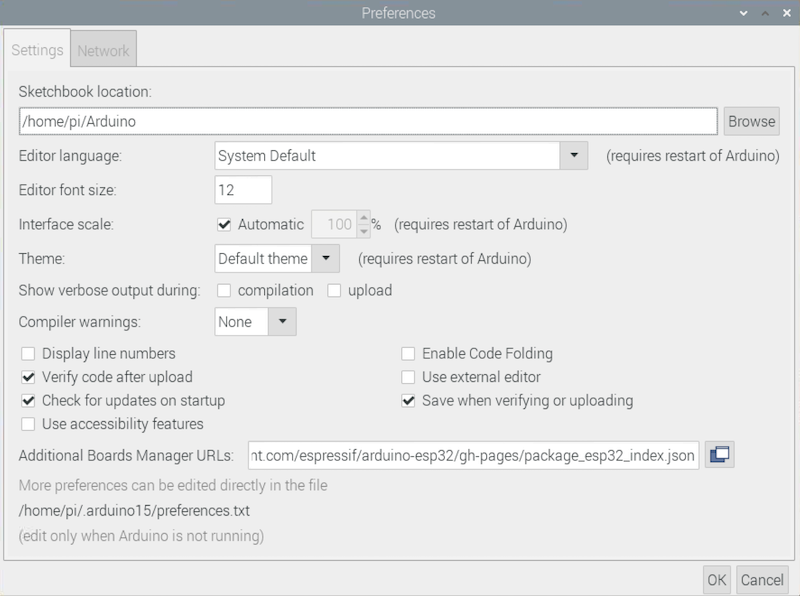 Preferences
Settings Network
Sketchbook location:
/home/pi/Arduino Browse
Editor language: System Default (requires restart of Arduino)
Editor font size: 12
Interface scale: Automatic 100 % (requires restart of Arduino)
Theme: Default theme (requires restart of Arduino)
Show verbose output during: compilation upload
Compiler warnings: None
Display line numbers Enable Code Folding
Verify code after upload Use external editor
Check for updates on startup Save when verifying or uploading
Use accessibility features
Additional Boards Manager URLs: nt.com/espressif/arduino-esp32/gh-pages/package_esp32_index.json
More preferences can be edited directly in the file
/home/pi/.arduino15/preferences.txt
(edit only when Arduino is not running)
OK Cancel